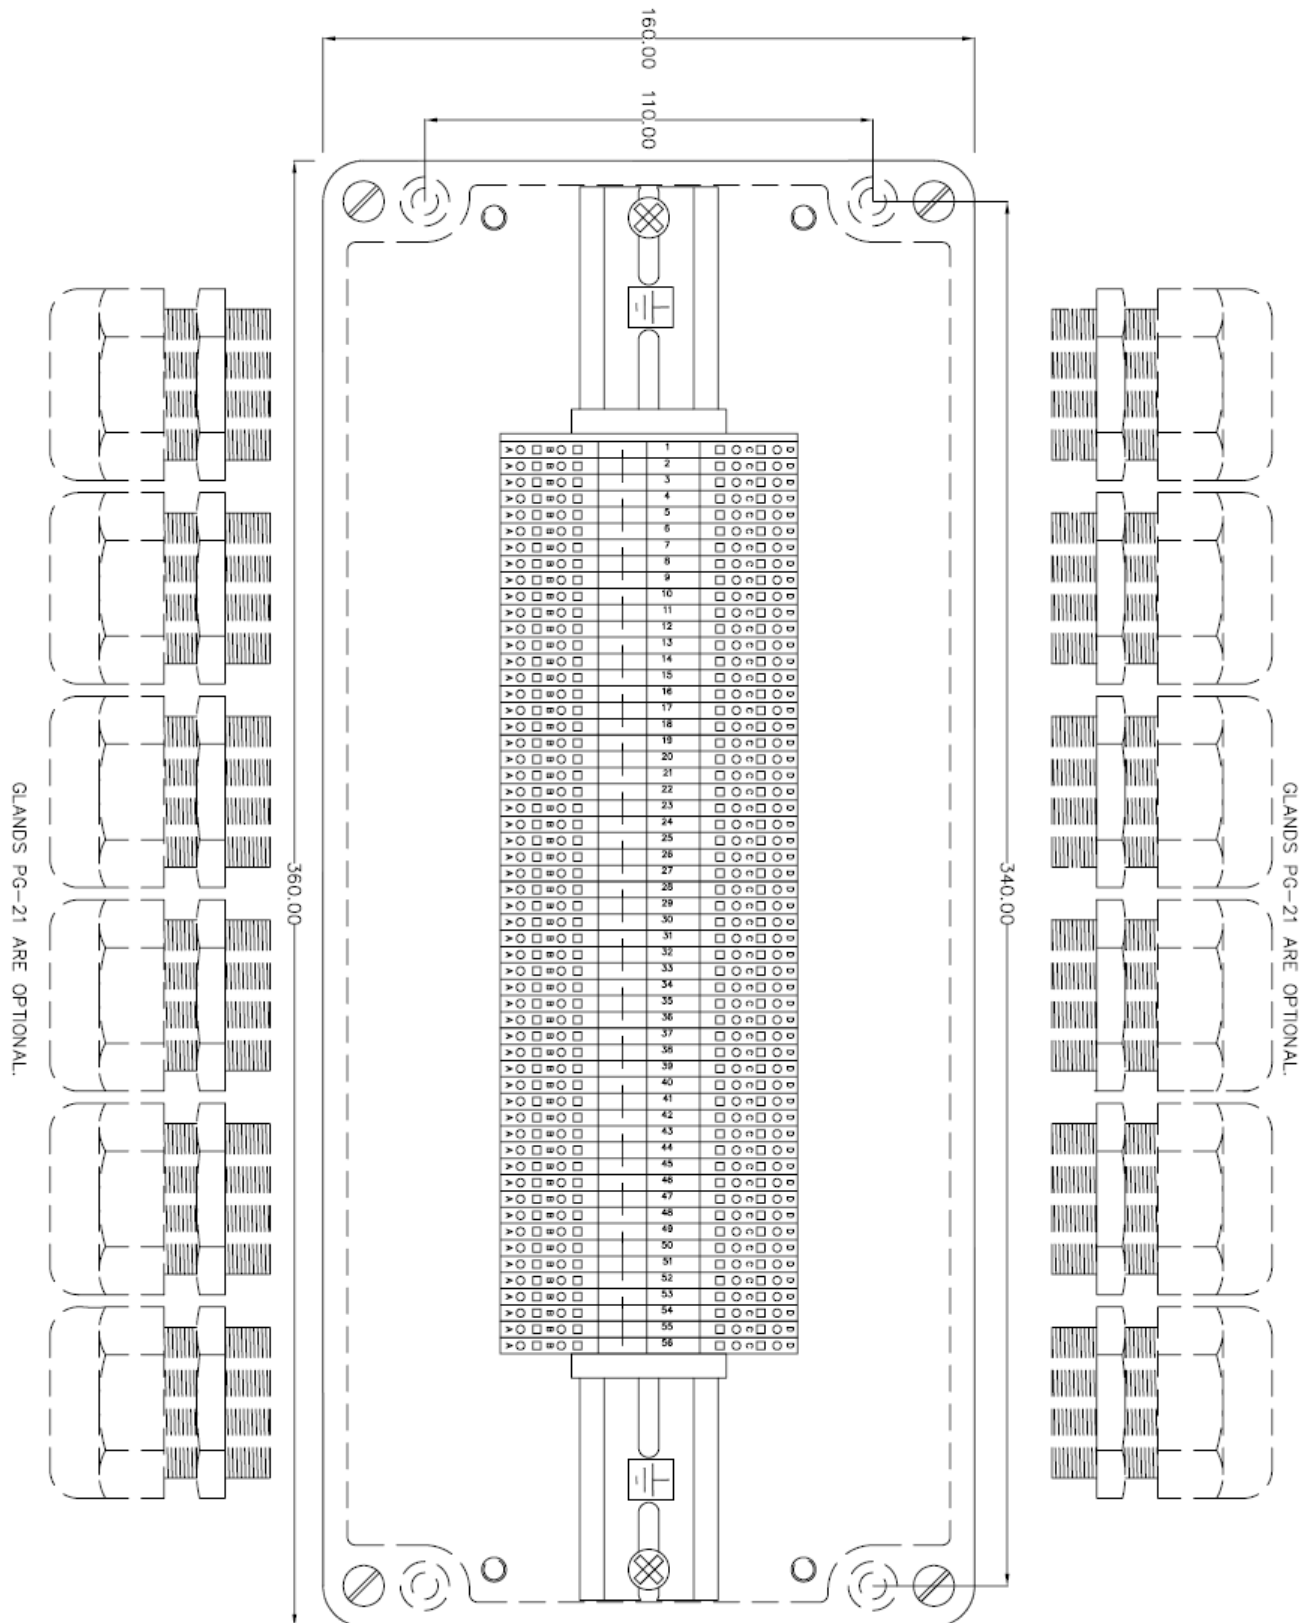 160.00
110.00
A B 1 C D
A B 2 C D
A B 3 C D
A B 4 C D
A B 5 C D
A B 6 C D
A B 7 C D
A B 8 C D
A B 9 C D
A B 10 C D
A B 11 C D
A B 12 C D
A B 13 C D
A B 14 C D
A B 15 C D
A B 16 C D
A B 17 C D
A B 18 C D
A B 19 C D
A B 20 C D
A B 21 C D
A B 22 C D
A B 23 C D
A B 24 C D
A B 25 C D
A B 26 C D
A B 27 C D
A B 28 C D
A B 29 C D
A B 30 C D
A B 31 C D
A B 32 C D
A B 33 C D
A B 34 C D
A B 35 C D
A B 36 C D
A B 37 C D
A B 38 C D
A B 39 C D
A B 40 C D
A B 41 C D
A B 42 C D
A B 43 C D
A B 44 C D
A B 45 C D
A B 46 C D
A B 47 C D
A B 48 C D
A B 49 C D
A B 50 C D
A B 51 C D
A B 52 C D
A B 53 C D
A B 54 C D
A B 55 C D
A B 56 C D
360.00
340.00
GLANDS PG-21 ARE OPTIONAL.
GLANDS PG-21 ARE OPTIONAL.